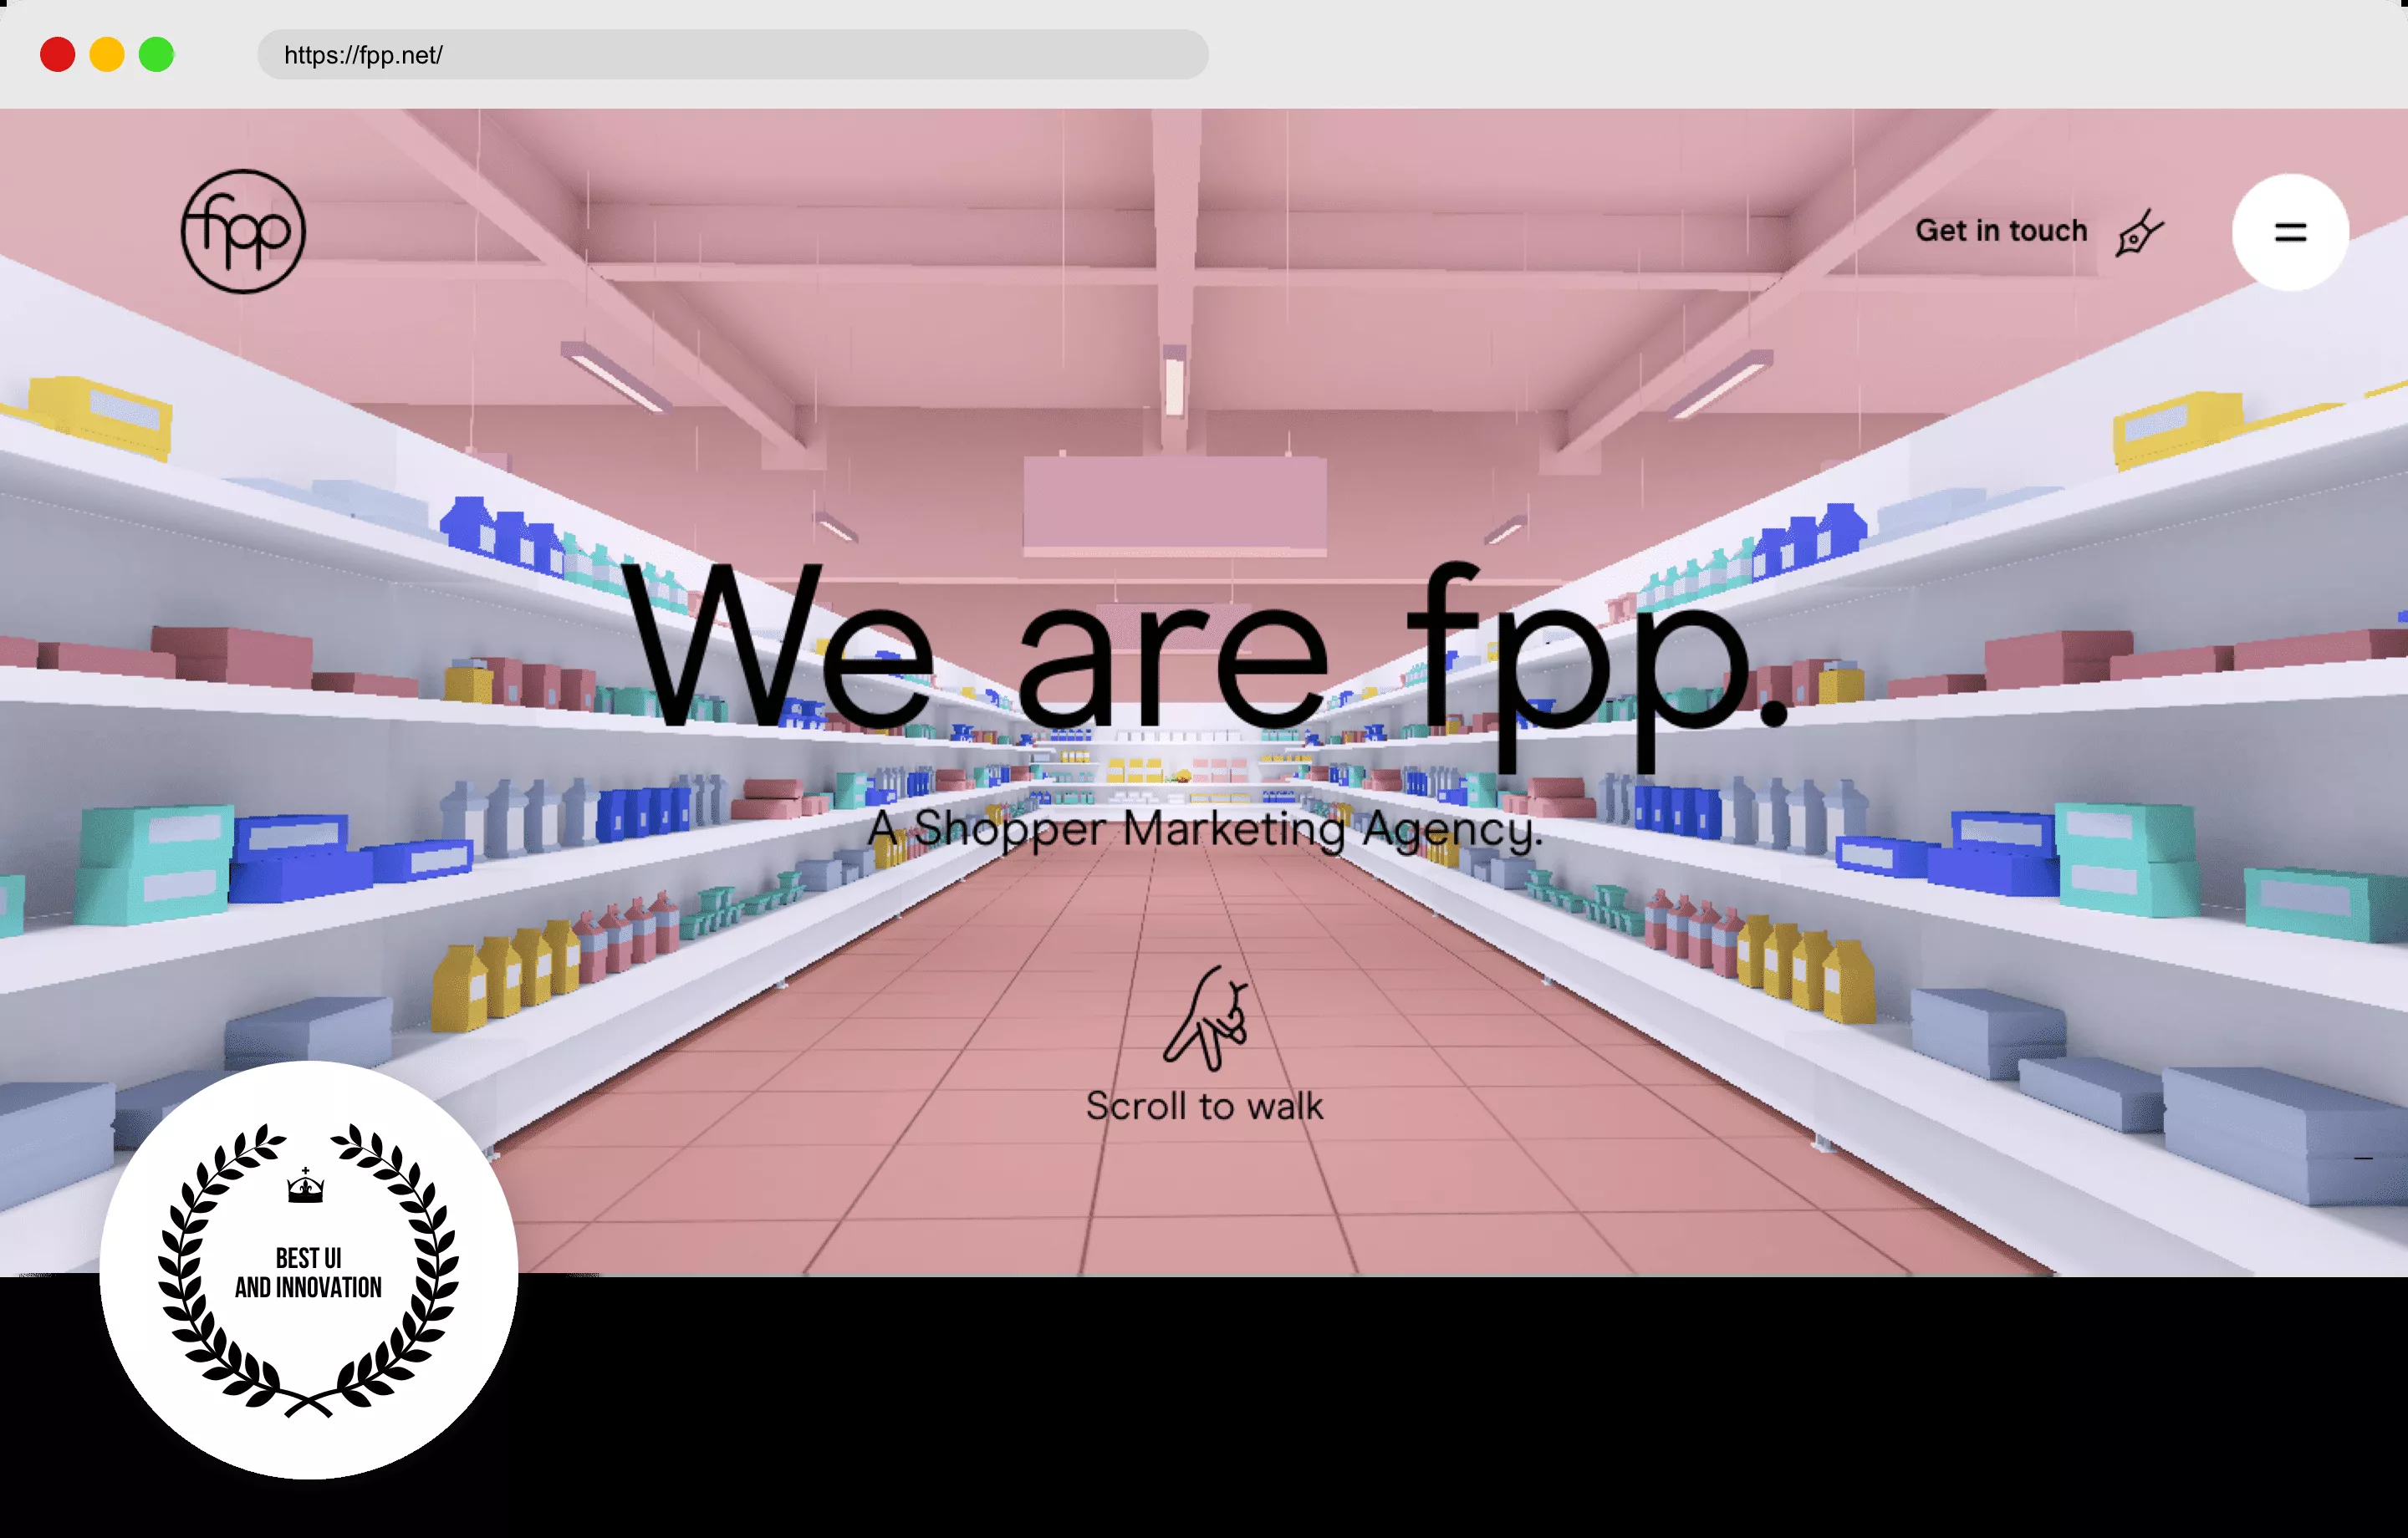 https://fpp.net/
fpp
Get in touch
We are fpp.
A Shopper Marketing Agency.
Scroll to walk
BEST UI
AND INNOVATION